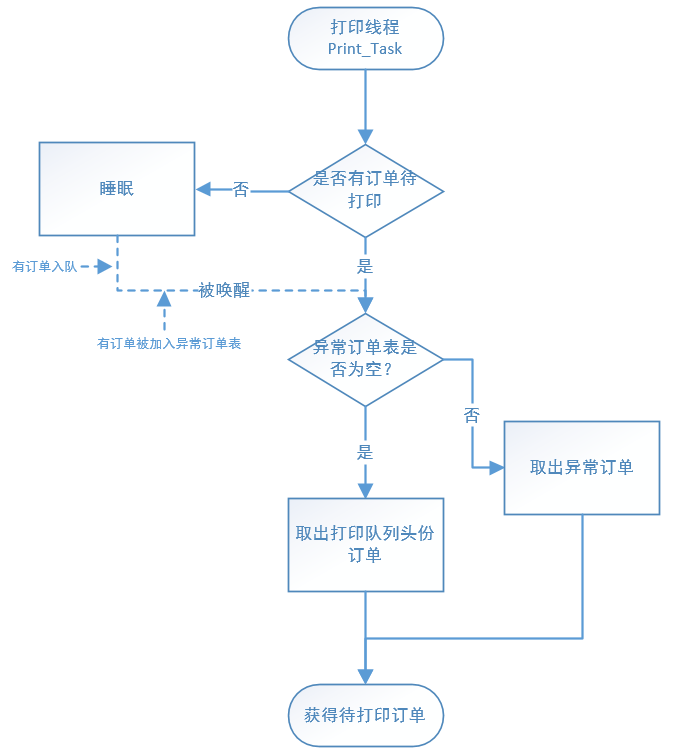 打印线程
Print_Task
是否有订单待
打印
否
睡眠
有订单入队
是
被唤醒
有订单被加入异常订单表
异常订单表是
否为空？
否
是
取出异常订单
取出打印队列头份
订单
获得待打印订单